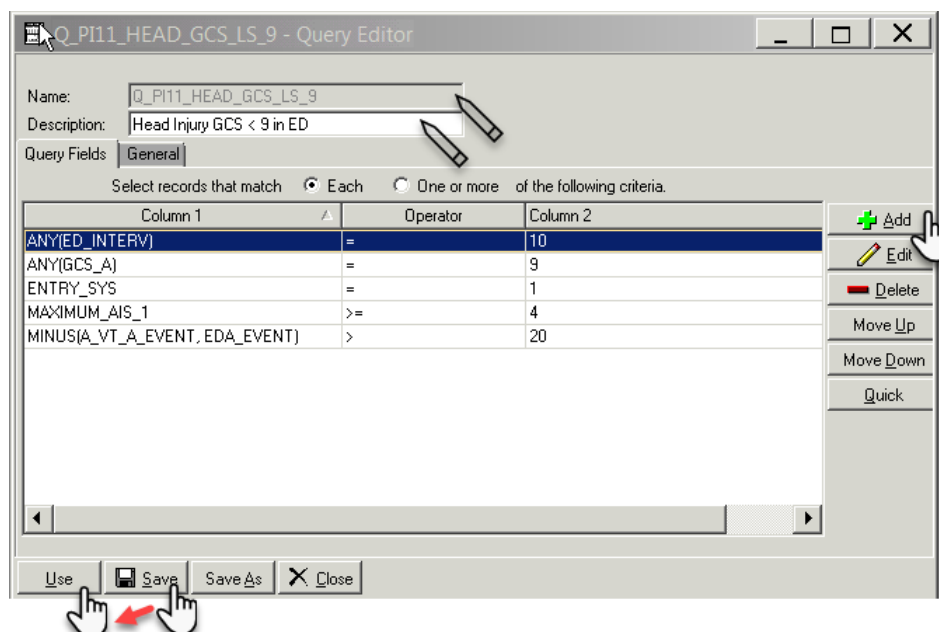 Q_PI11_HEAD_GCS_LS_9 - Query Editor
Name: Q_PI11_HEAD_GCS_LS_9
Description: Head Injury GCS < 9 in ED
Query Fields General
Select records that match Each One or more of the following criteria.
Column 1 Operator Column 2
ANY(ED_INTERV) = 10
ANY(GCS_A) = 9
ENTRY_SYS = 1
MAXIMUM_AIS_1 >= 4
MINUS(A_VT_A_EVENT, EDA_EVENT) > 20
Add
Edit
Delete
Move Up
Move Down
Quick
Use Save Save As Close